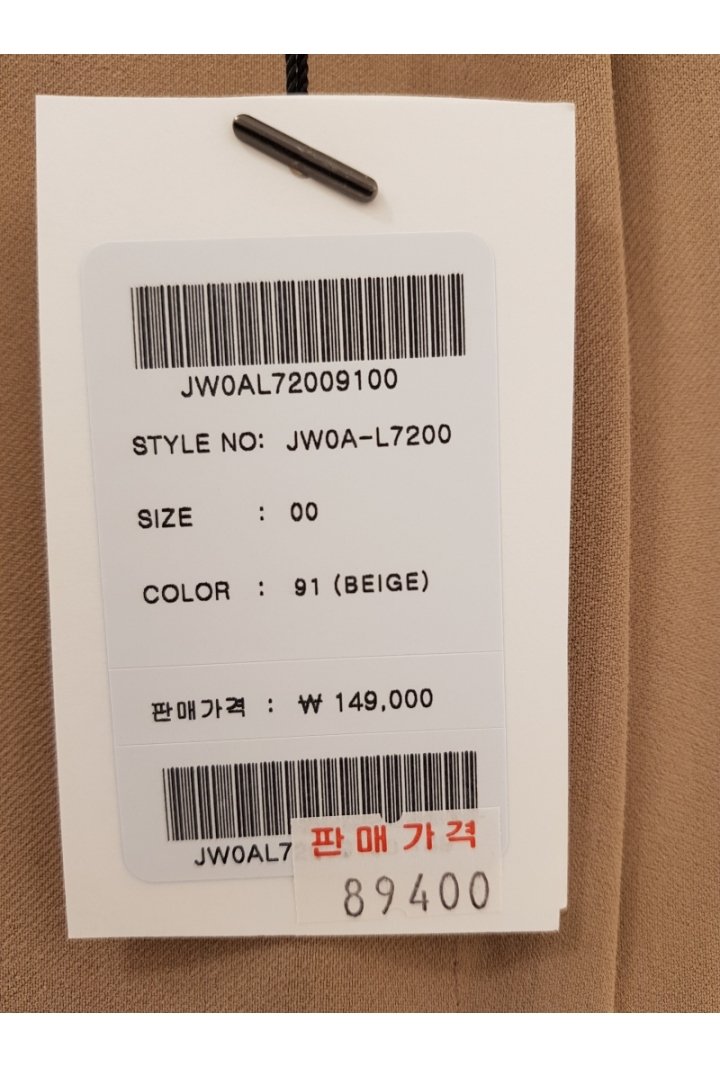 JW0AL72009100
STYLE NO: JW0A-L7200
SIZE : 00
COLOR : 91 (BEIGE)
판매가격 : ₩ 149,000
JW0AL7
판매가격
89400